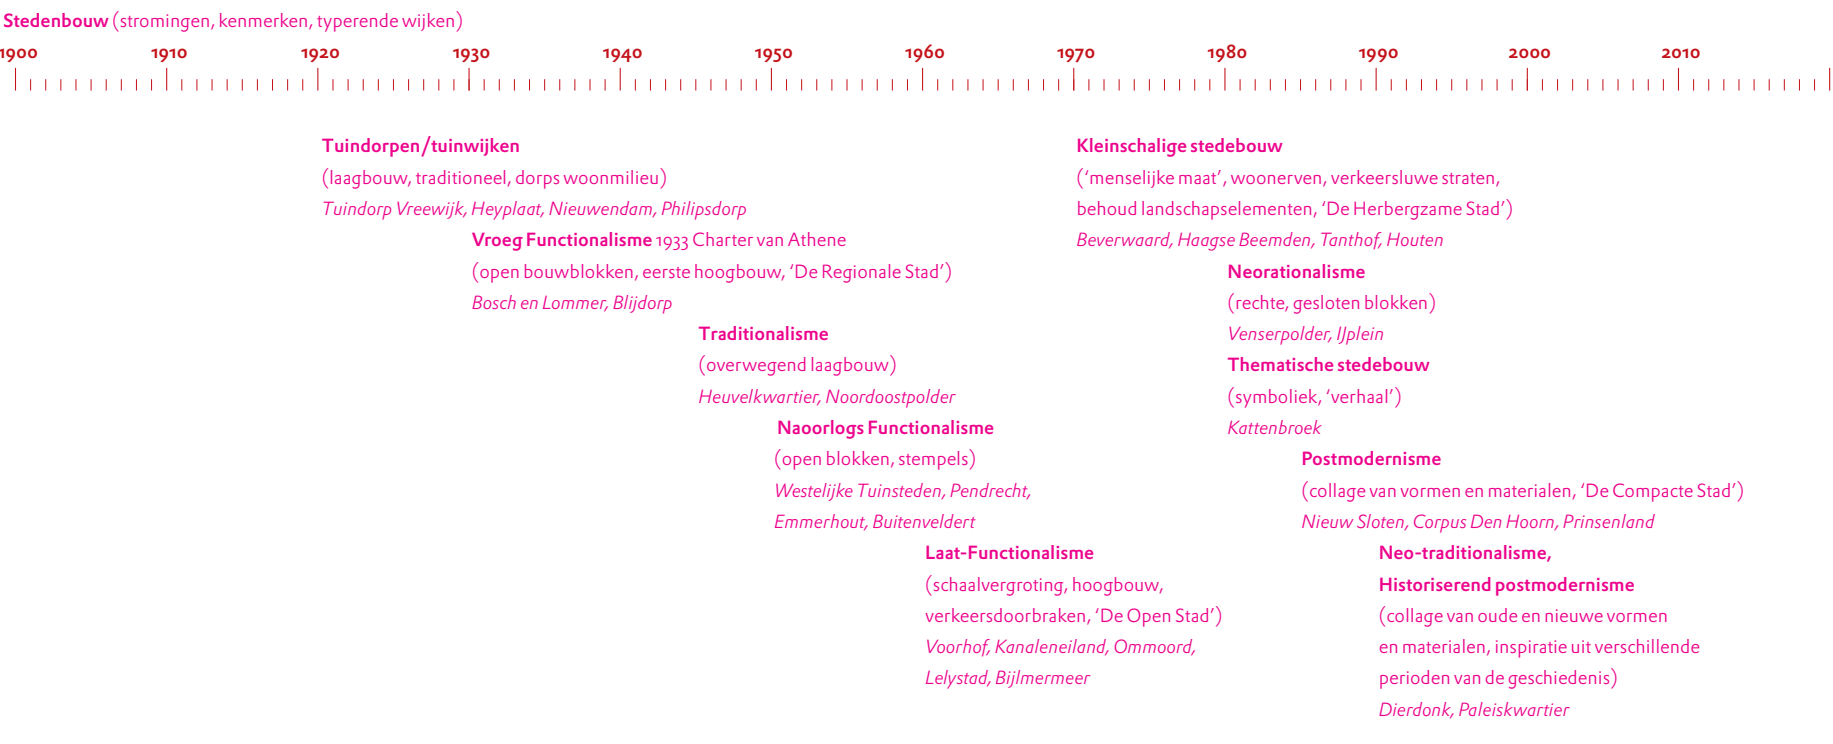 Stedenbouw (stromingen, kenmerken, typerende wijken)
1900 1910 1920 1930 1940 1950 1960 1970 1980 1990 2000 2010
Tuindorpen/tuinwijken
(laagbouw, traditioneel, dorps woonmilieu)
Tuindorp Vreewijk, Heyplaat, Nieuwendam, Philipsdorp
Vroeg Functionalisme 1933 Charter van Athene
(open bouwblokken, eerste hoogbouw, ‘De Regionale Stad’)
Bosch en Lommer, Blijdorp
Traditionalisme
(overwegend laagbouw)
Heuvelkwartier, Noordoostpolder
Naoorlogs Functionalisme
(open blokken, stempels)
Westelijke Tuinsteden, Pendrecht,
Emmerhout, Buitenveldert
Laat-Functionalisme
(schaalvergroting, hoogbouw,
verkeersdoorbraken, ‘De Open Stad’)
Voorhof, Kanaleneiland, Ommoord,
Lelystad, Bijlmermeer
Kleinschalige stedebouw
(‘menselijke maat’, woonerven, verkeersluwe straten,
behoud landschapselementen, ‘De Herbergzame Stad’)
Beverwaard, Haagse Beemden, Tanthof, Houten
Neorationalisme
(rechte, gesloten blokken)
Venserpolder, IJplein
Thematische stedebouw
(symboliek, ‘verhaal’)
Kattenbroek
Postmodernisme
(collage van vormen en materialen, ‘De Compacte Stad’)
Nieuw Sloten, Corpus Den Hoorn, Prinsenland
Neo-traditionalisme,
Historiserend postmodernisme
(collage van oude en nieuwe vormen
en materialen, inspiratie uit verschillende
perioden van de geschiedenis)
Dierdonk, Paleiskwartier